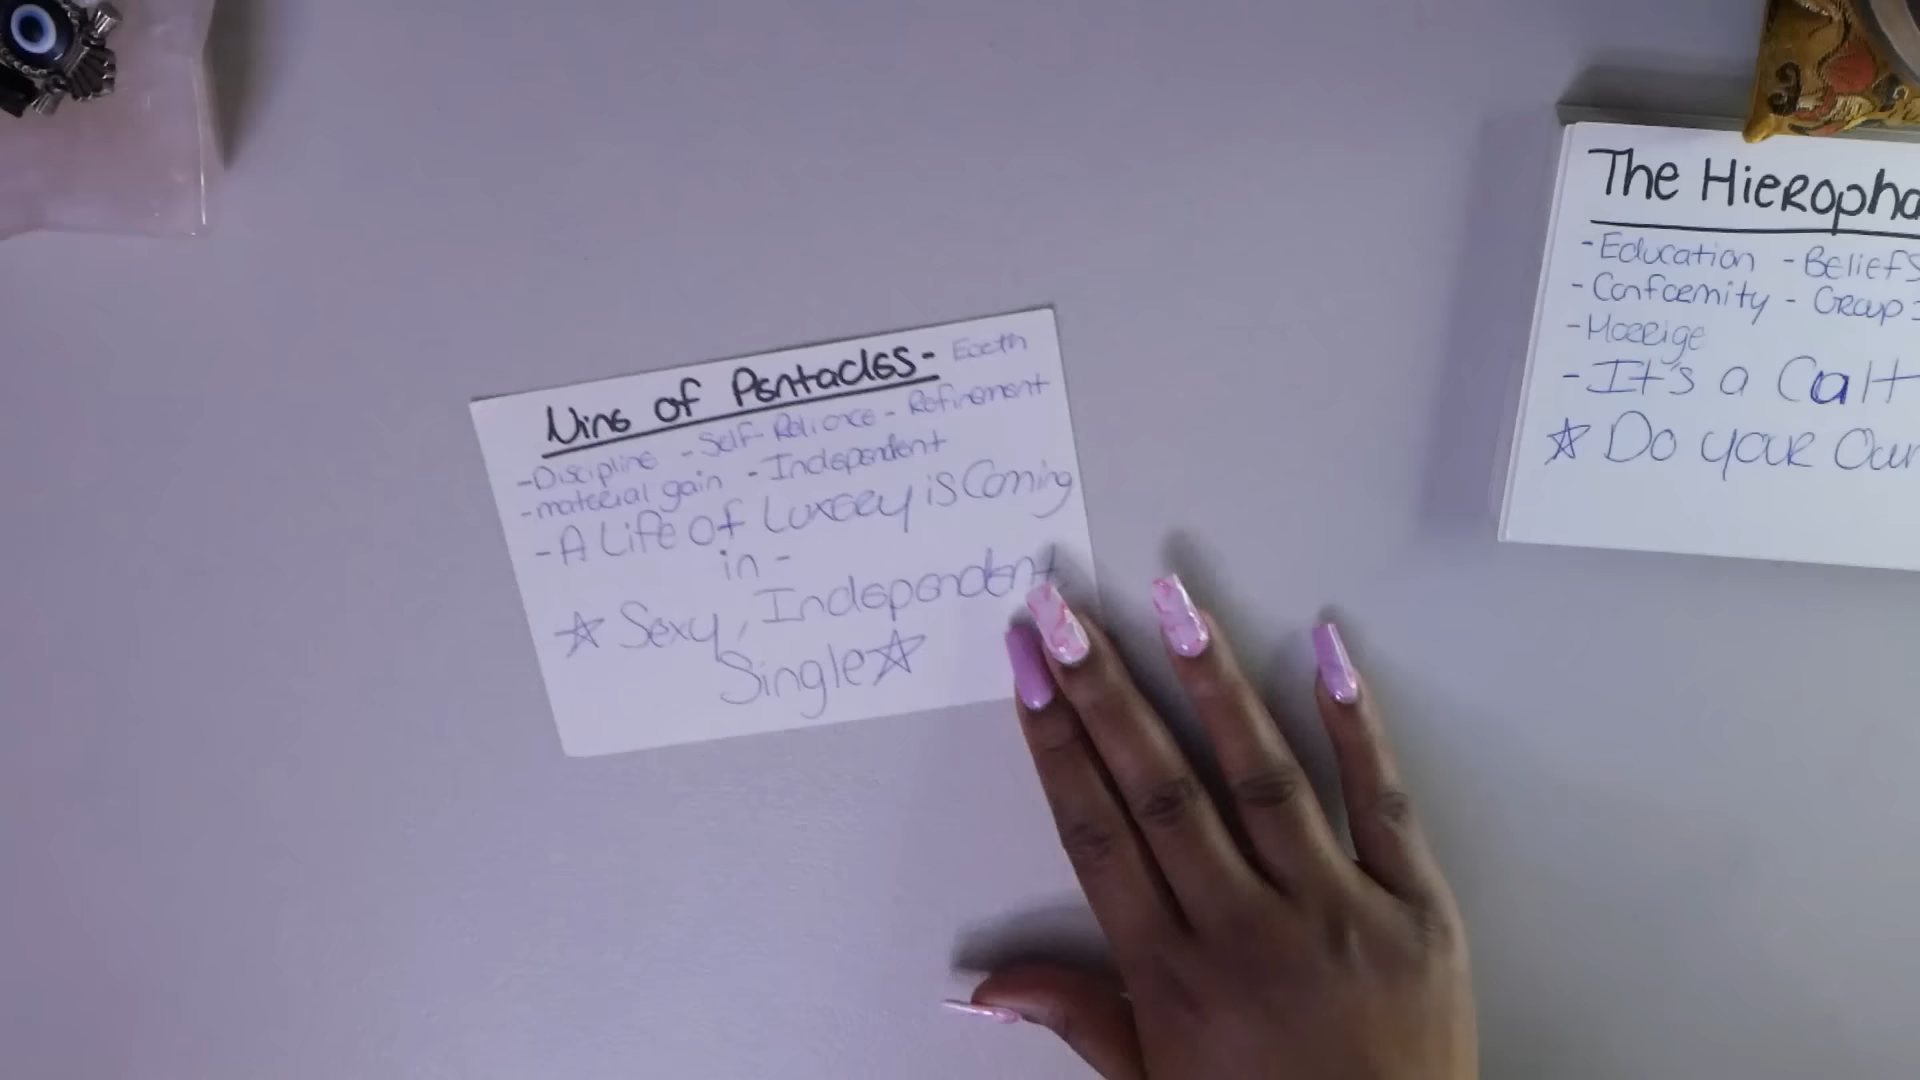 Nine of Pentacles - Earth
- Discipline - Self-Reliance - Refinement
- material gain - Independent
- A Life of Luxury is Coming
in -
☆ Sexy, Independent
Single ☆
The Hieropha
- Education - Beliefs
- Conformity - Group
- Marrige
- It's a Cult
☆ Do your Own